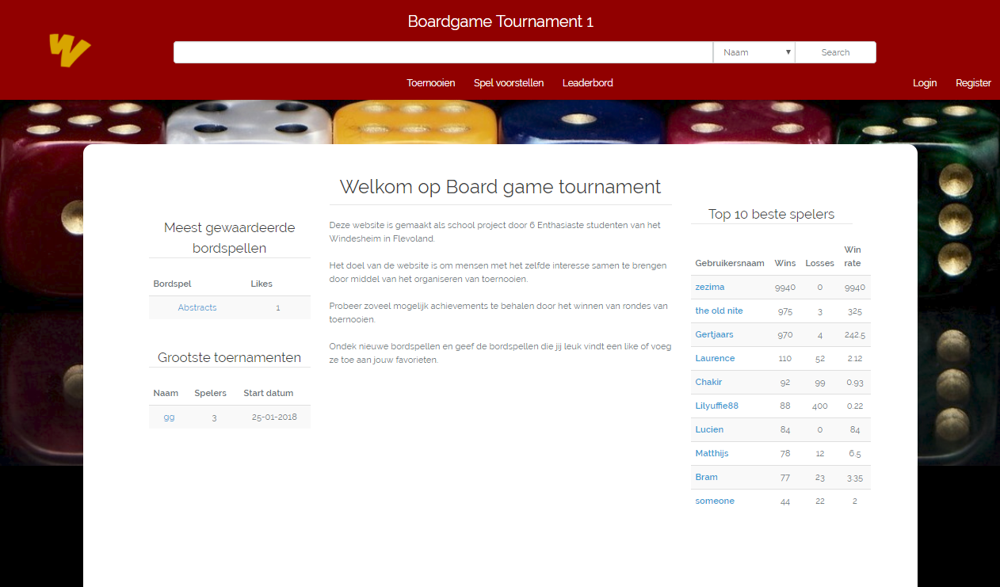 Boardgame Tournament 1
Naam
Search
Toernooien Spel voorstellen Leaderbord
Login Register
Meest gewaardeerde
bordspellen
Bordspel Likes
Abstracts 1
Grootste toernamenten
Naam Spelers Start datum
gg 3 25-01-2018
Welkom op Board game tournament
Deze website is gemaakt als school project door 6 Enthasiaste studenten van het
Windesheim in Flevoland.
Het doel van de website is om mensen met het zelfde interesse samen te brengen
door middel van het organiseren van toernooien.
Probeer zoveel mogelijk achievements te behalen door het winnen van rondes van
toernooien.
Ondek nieuwe bordspellen en geef de bordspellen die jij leuk vindt een like of voeg
ze toe aan jouw favorieten.
Top 10 beste spelers
Gebruikersnaam Wins Losses Win
rate
zezima 9940 0 9940
the old nite 975 3 325
Gertjaars 970 4 242.5
Laurence 110 52 2.12
Chakir 92 99 0.93
Lilyuffie88 88 400 0.22
Lucien 84 0 84
Matthijs 78 12 6.5
Bram 77 23 3.35
someone 44 22 2